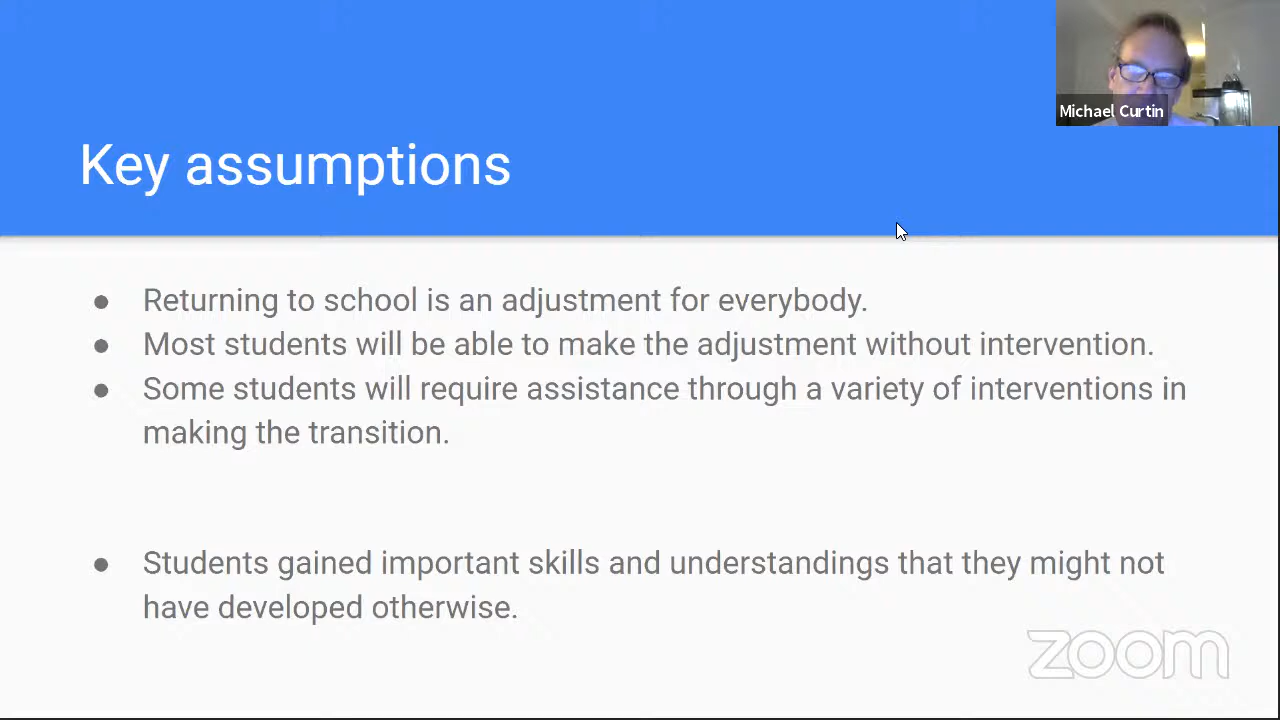 Michael Curtin
Key assumptions
● Returning to school is an adjustment for everybody.
● Most students will be able to make the adjustment without intervention.
● Some students will require assistance through a variety of interventions in
making the transition.
● Students gained important skills and understandings that they might not
have developed otherwise.
zoom